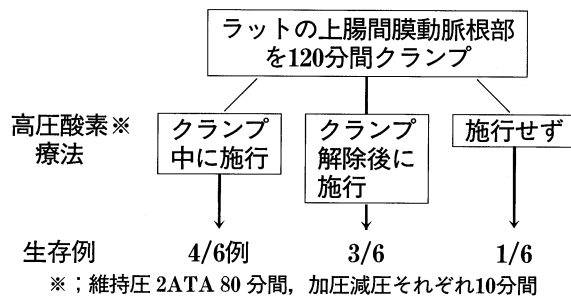 ラットの上腸間膜動脈根部
を120分間クランプ
高圧酸素※
療法
クランプ
中に施行
クランプ
解除後に
施行
施行せず
生存例 4/6例 3/6 1/6
※；維持圧 2ATA 80 分間，加圧減圧それぞれ10分間